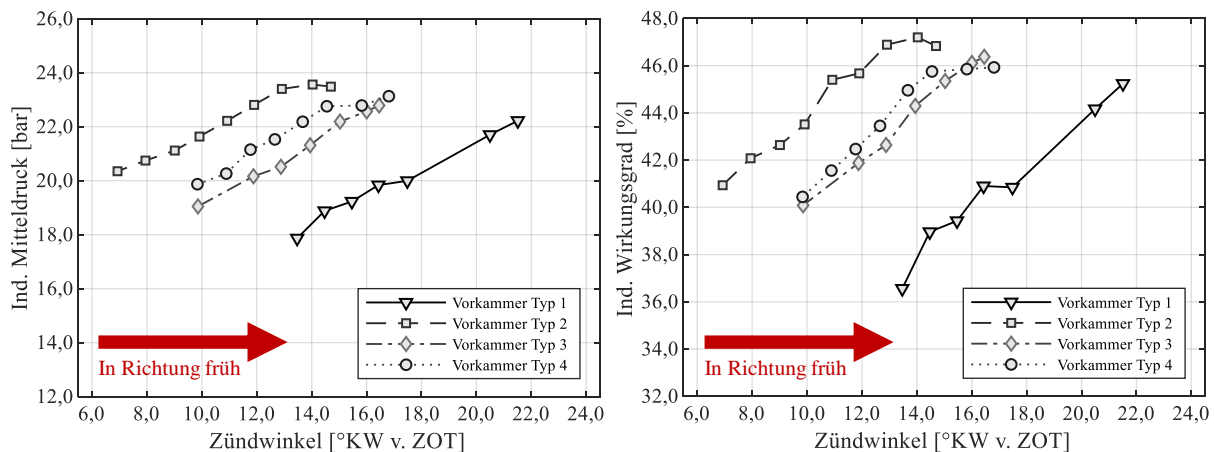 26,0
24,0
22,0
20,0
18,0
16,0
14,0
12,0
Ind. Mitteldruck [bar]
Vorkammer Typ 1
Vorkammer Typ 2
Vorkammer Typ 3
Vorkammer Typ 4
In Richtung früh
6,0 8,0 10,0 12,0 14,0 16,0 18,0 20,0 22,0 24,0
Zündwinkel [°KW v. ZOT]
48,0
46,0
44,0
42,0
40,0
38,0
36,0
34,0
32,0
Ind. Wirkungsgrad [%]
Vorkammer Typ 1
Vorkammer Typ 2
Vorkammer Typ 3
Vorkammer Typ 4
In Richtung früh
6,0 8,0 10,0 12,0 14,0 16,0 18,0 20,0 22,0 24,0
Zündwinkel [°KW v. ZOT]